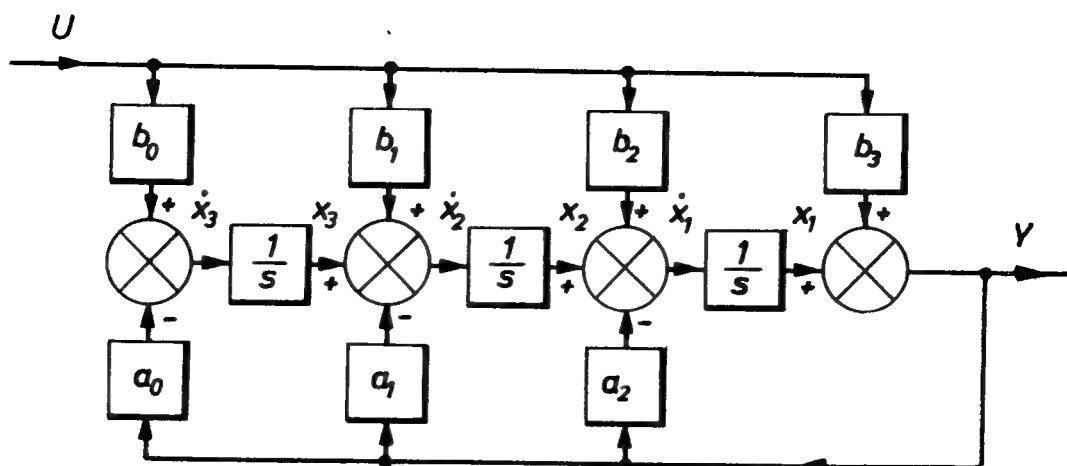 U
b₀ b₁ b₂ b₃
+ ẋ₃ x₃ + ẋ₂ x₂ + ẋ₁ x₁ + Y
1/s + 1/s + 1/s +
- - -
a₀ a₁ a₂